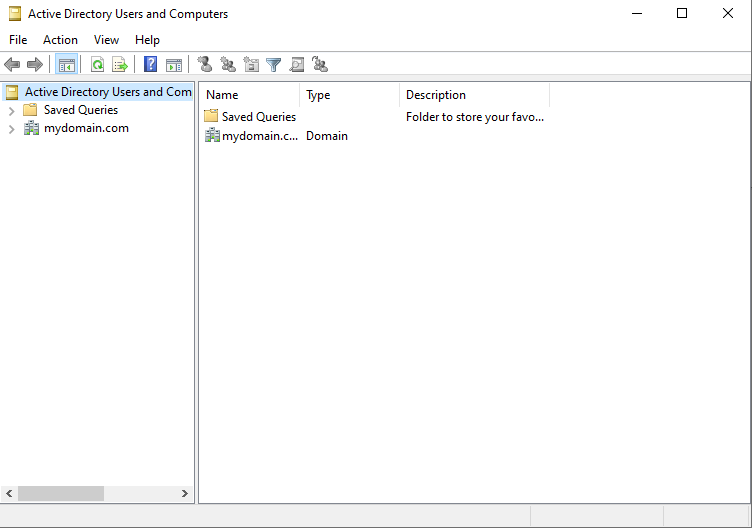 Active Directory Users and Computers
File Action View Help
Active Directory Users and Com
Saved Queries
mydomain.com
Name Type Description
Saved Queries Folder to store your favo...
mydomain.c... Domain